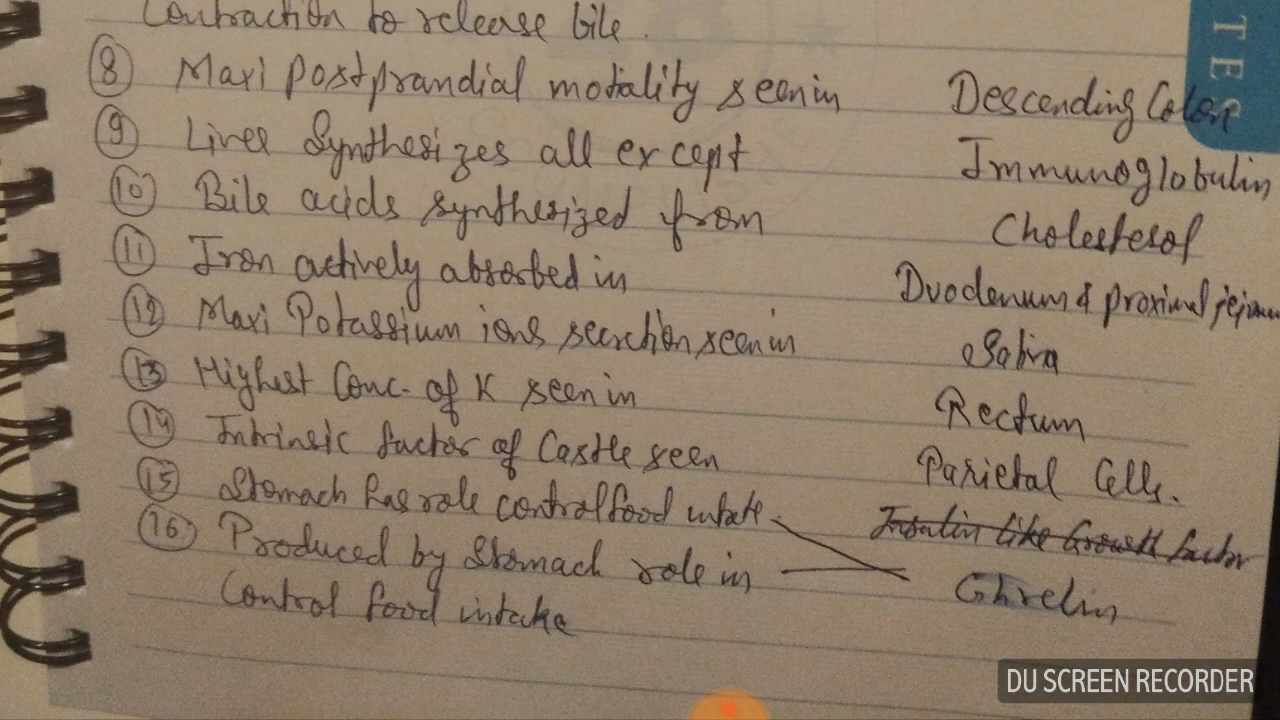 Contraction to release bile.
8 Maxi postprandial motality seen in Descending Colon
9 Liver Synthesizes all except Immunoglobulin
10 Bile acids synthesized from Cholesterol
11 Iron actively absorbed in Duodenum & proximal jejunu
12 Maxi Potassium ions secretion seen in Saliva
13 Highest Conc. of K seen in Rectum
14 Intrinsic factor of Castle seen Parietal Cells.
15 Stomach has role control food intake. Insulin like Growth factor
16 Produced by Stomach role in Ghrelin
Control food intake
TES
DU SCREEN RECORDER